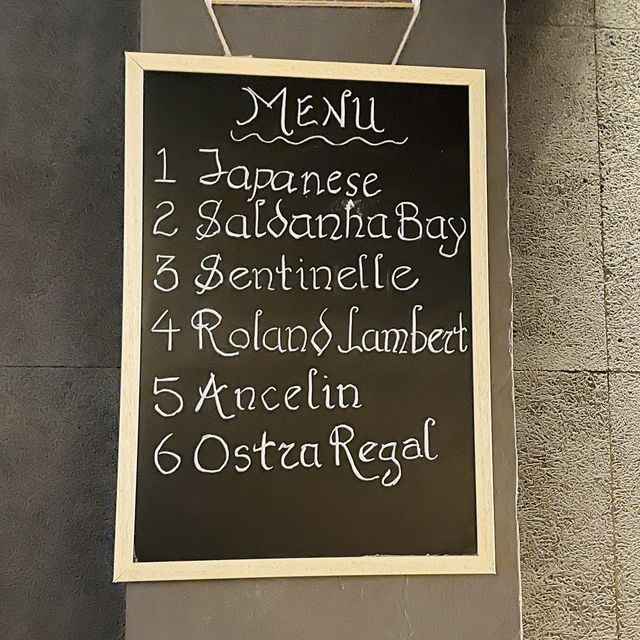 MENU
1 Japanese
2 Saldanha Bay
3 Sentinelle
4 Roland Lambert
5 Ancelin
6 Ostra Regal